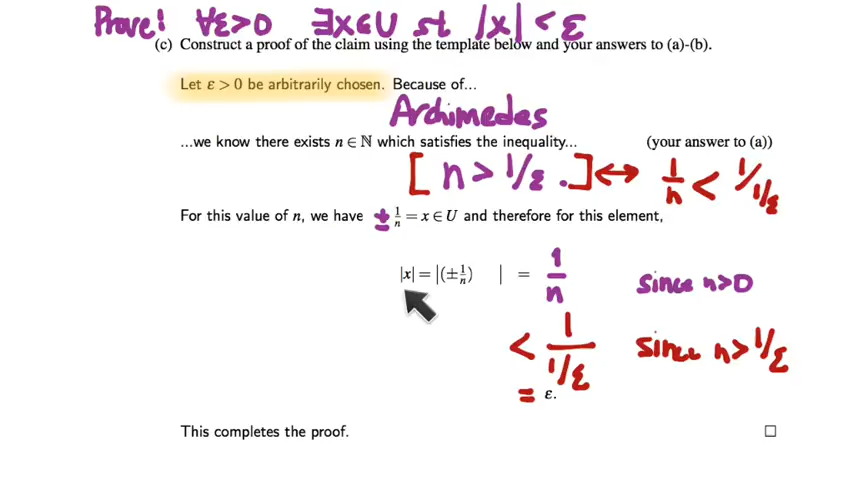 Prove! ∀ε>0 ∃x∈U st |x| < ε
(c) Construct a proof of the claim using the template below and your answers to (a)-(b).
Let ε > 0 be arbitrarily chosen. Because of...
Archimedes
...we know there exists n ∈ ℕ which satisfies the inequality... (your answer to (a))
[ n > 1/ε . ] ↔ 1/n < 1/1/ε
For this value of n, we have ± 1/n = x ∈ U and therefore for this element,
|x| = |(± 1/n) | = 1/n since n>0
< 1/(1/ε) since n > 1/ε
= ε.
This completes the proof. □